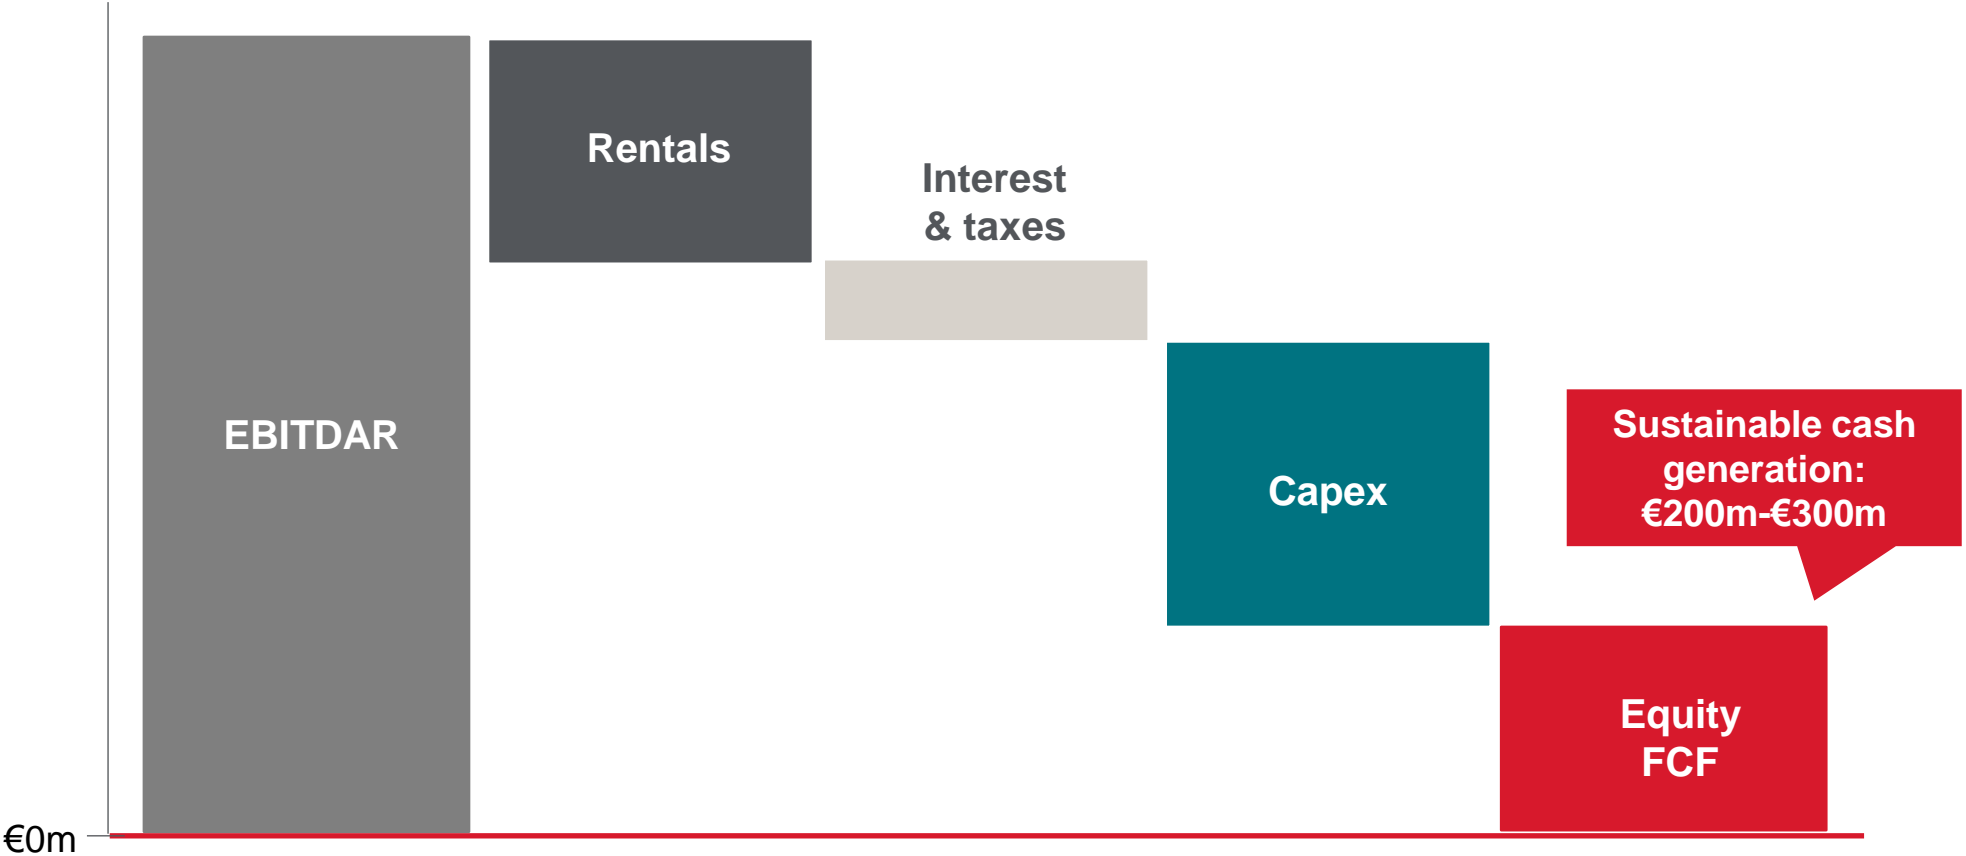 Rentals
Interest
& taxes
EBITDAR
Capex
Sustainable cash
generation:
€200m-€300m
Equity
FCF
€0m